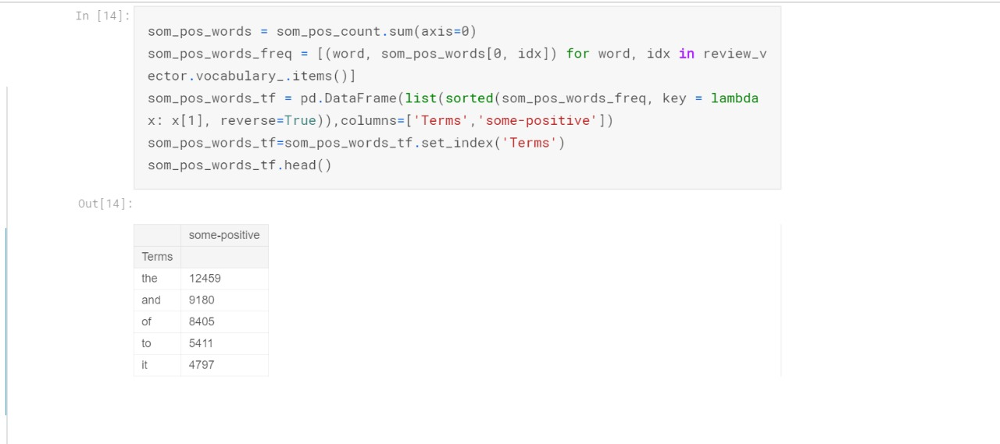 In [14]:
som_pos_words = som_pos_count.sum(axis=0)
som_pos_words_freq = [(word, som_pos_words[0, idx]) for word, idx in review_v
ector.vocabulary_.items()]
som_pos_words_tf = pd.DataFrame(list(sorted(som_pos_words_freq, key = lambda
x: x[1], reverse=True)),columns=['Terms','some-positive'])
som_pos_words_tf=som_pos_words_tf.set_index('Terms')
som_pos_words_tf.head()
Out[14]:
some-positive
Terms
the 12459
and 9180
of 8405
to 5411
it 4797